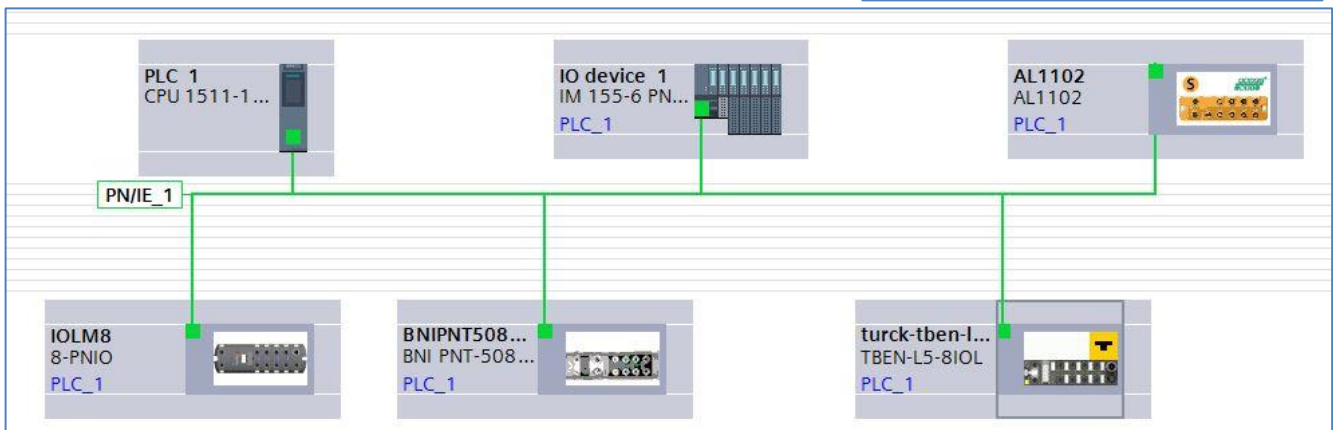 PLC_1
CPU 1511-1...
IO device_1
IM 155-6 PN...
PLC_1
AL1102
AL1102
PLC_1
S
PN/IE_1
IOLM8
8-PNIO
PLC_1
BNIPNT508...
BNI PNT-508...
PLC_1
turck-tben-l...
TBEN-L5-8IOL
PLC_1